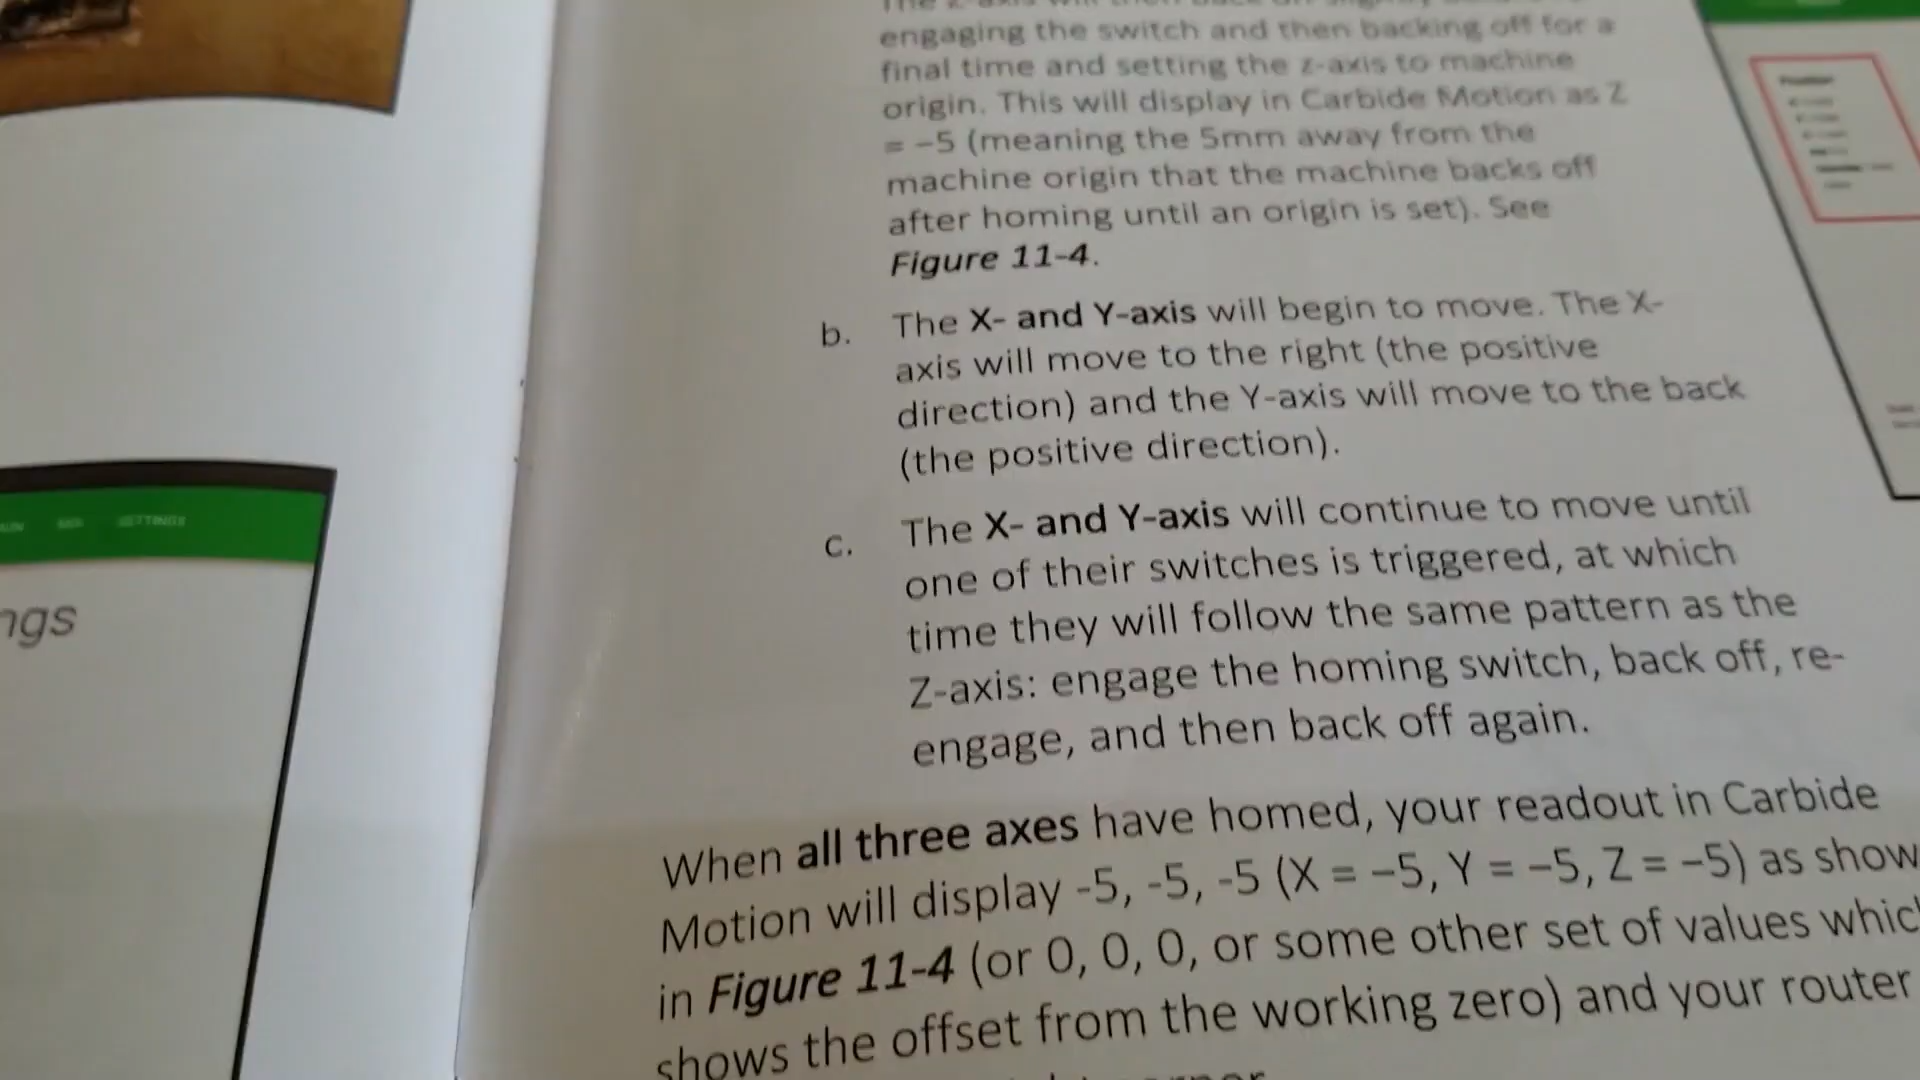 engaging the switch and then backing off for a
final time and setting the z-axis to machine
origin. This will display in Carbide Motion as Z
= -5 (meaning the 5mm away from the
machine origin that the machine backs off
after homing until an origin is set). See
Figure 11-4.
b. The X- and Y-axis will begin to move. The X-
axis will move to the right (the positive
direction) and the Y-axis will move to the back
(the positive direction).
c. The X- and Y-axis will continue to move until
one of their switches is triggered, at which
time they will follow the same pattern as the
Z-axis: engage the homing switch, back off, re-
engage, and then back off again.
When all three axes have homed, your readout in Carbide
Motion will display -5, -5, -5 (X = -5, Y = -5, Z = -5) as show
in Figure 11-4 (or 0, 0, 0, or some other set of values whic
shows the offset from the working zero) and your router
SETTINGS
ngs